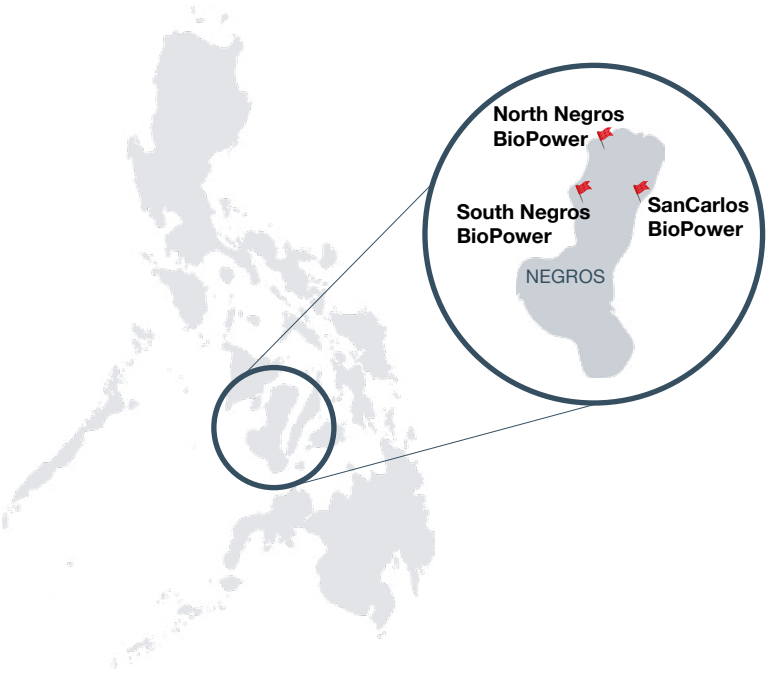 North Negros
BioPower
South Negros
BioPower
SanCarlos
BioPower
NEGROS